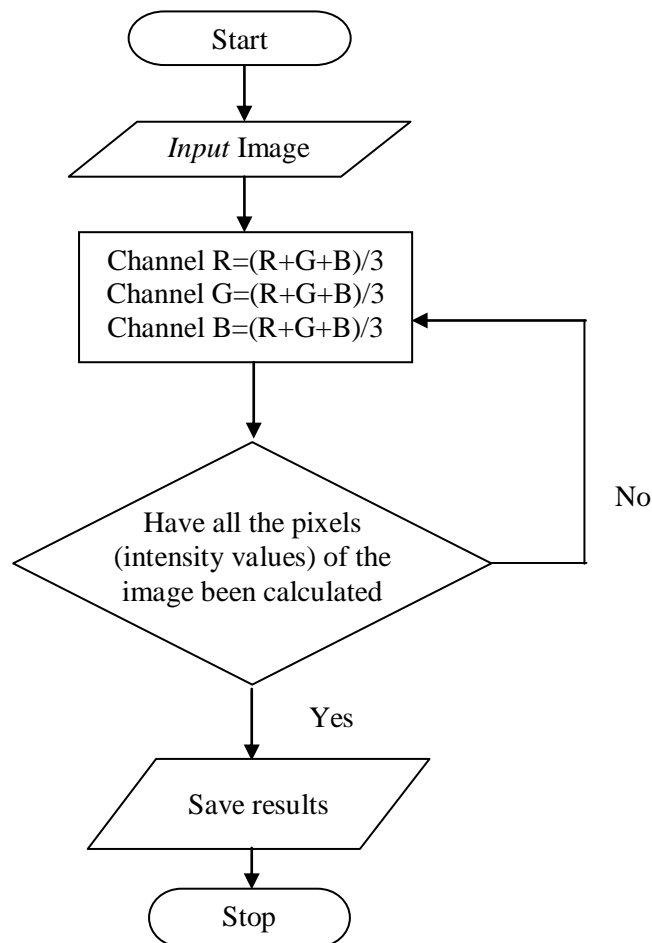 Start
Input Image
Channel R=(R+G+B)/3
Channel G=(R+G+B)/3
Channel B=(R+G+B)/3
Have all the pixels
(intensity values) of the
image been calculated
No
Yes
Save results
Stop